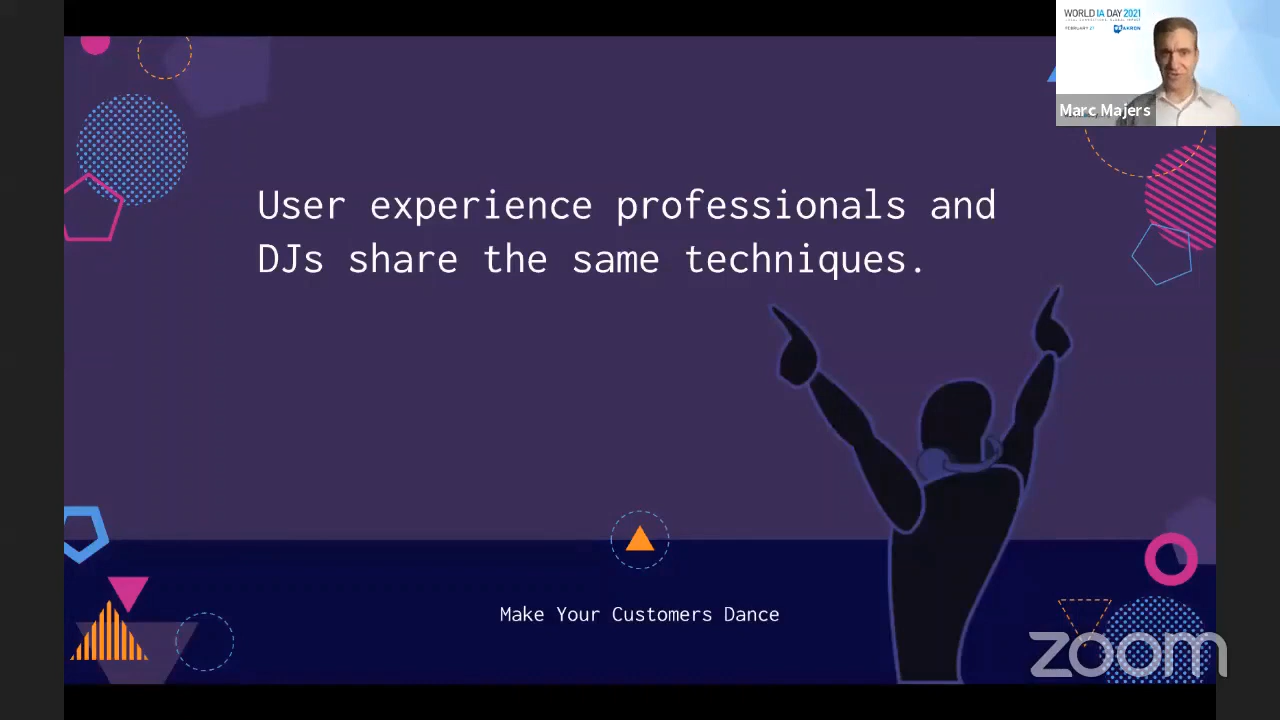 WORLD IA DAY 2021
AKRON
Marc Majers
User experience professionals and
DJs share the same techniques.
Make Your Customers Dance
zoom